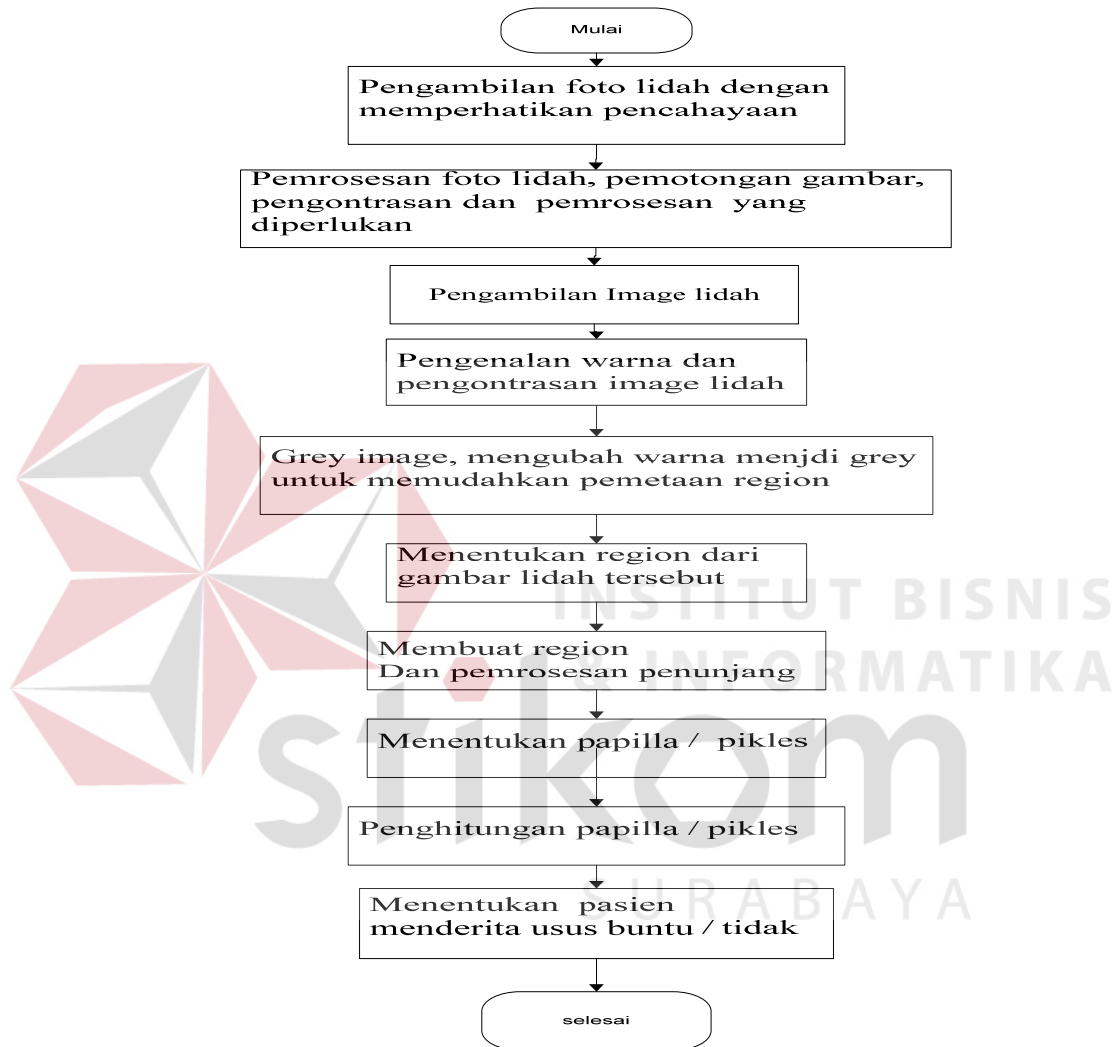 Mulai
Pengambilan foto lidah dengan
memperhatikan pencahayaan
Pemrosesan foto lidah, pemotongan gambar,
pengontrasan dan pemrosesan yang
diperlukan
Pengambilan Image lidah
Pengenalan warna dan
pengontrasan image lidah
Grey image, mengubah warna menjdi grey
untuk memudahkan pemetaan region
Menentukan region dari
gambar lidah tersebut
INSTITUT BISNIS
Membuat region
Dan pemrosesan penunjang
& INFORMATIKA
stikom
Menentukan papilla / pikles
Penghitungan papilla / pikles
SURABAYA
Menentukan pasien
menderita usus buntu / tidak
selesai